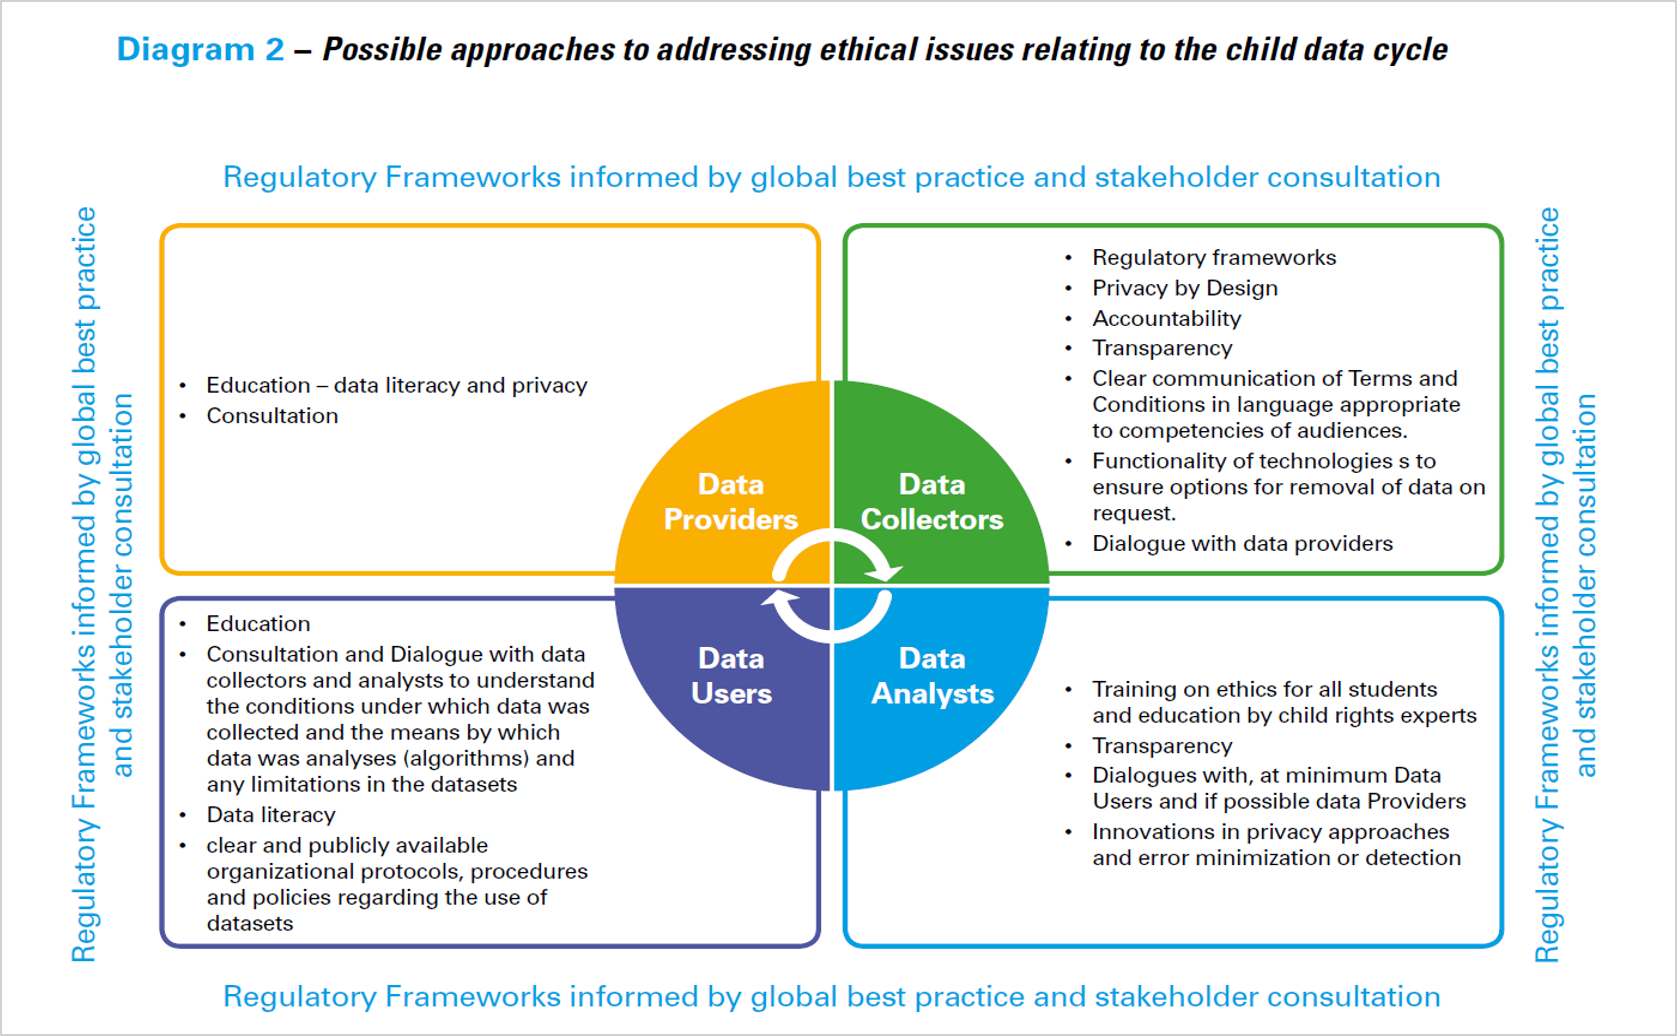 Diagram 2 – Possible approaches to addressing ethical issues relating to the child data cycle
Regulatory Frameworks informed by global best practice and stakeholder consultation
Regulatory Frameworks informed by global best practice
and stakeholder consultation
• Education – data literacy and privacy
• Consultation
Data
Providers
• Regulatory frameworks
• Privacy by Design
• Accountability
• Transparency
• Clear communication of Terms and
Conditions in language appropriate
to competencies of audiences.
• Functionality of technologies s to
ensure options for removal of data on
request.
• Dialogue with data providers
Data
Collectors
• Education
• Consultation and Dialogue with data
collectors and analysts to understand
the conditions under which data was
collected and the means by which
data was analyses (algorithms) and
any limitations in the datasets
• Data literacy
• clear and publicly available
organizational protocols, procedures
and policies regarding the use of
datasets
Data
Users
Data
Analysts
• Training on ethics for all students
and education by child rights experts
• Transparency
• Dialogues with, at minimum Data
Users and if possible data Providers
• Innovations in privacy approaches
and error minimization or detection
Regulatory Frameworks informed by global best practice
and stakeholder consultation
Regulatory Frameworks informed by global best practice and stakeholder consultation